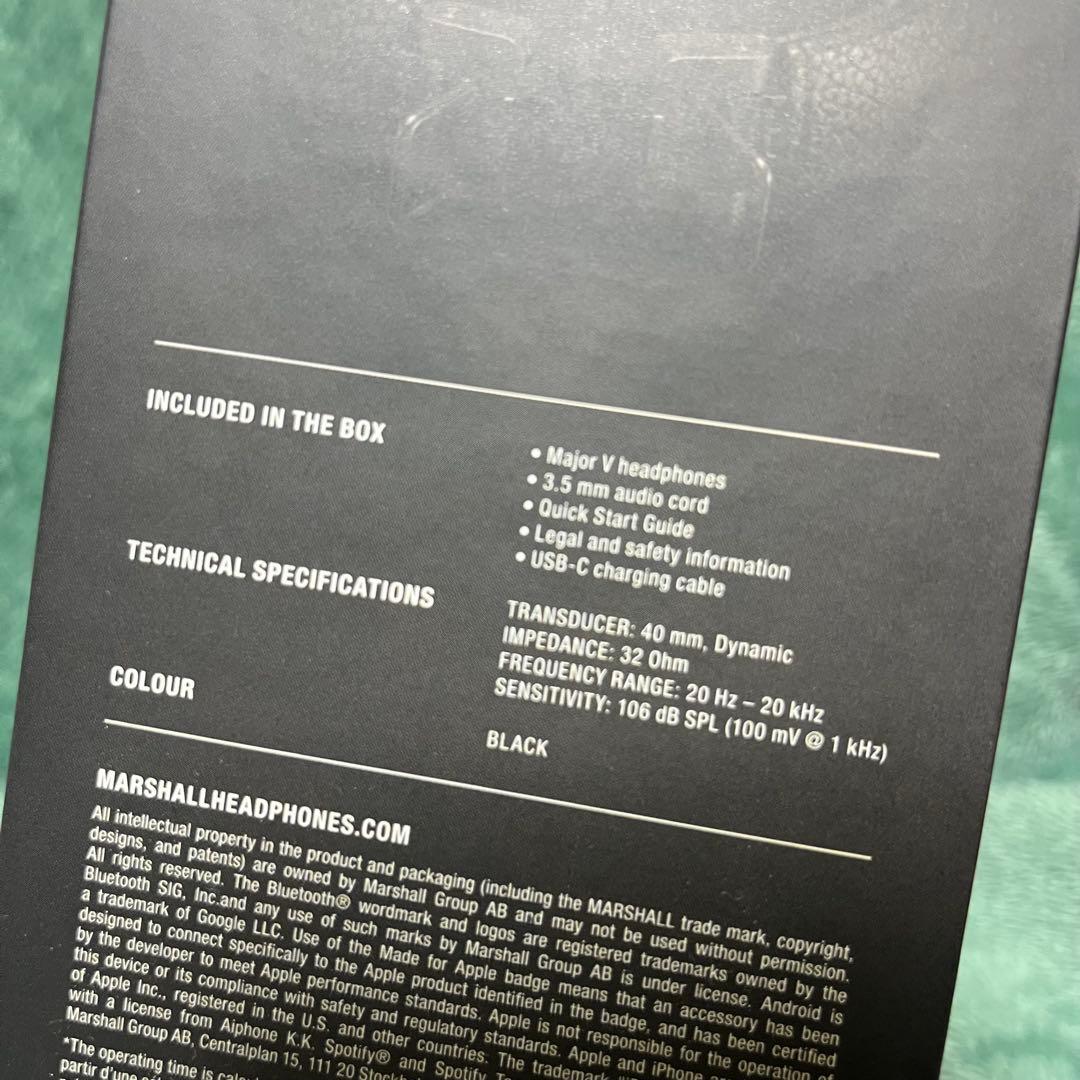 INCLUDED IN THE BOX
• Major V headphones
• 3.5 mm audio cord
• Quick Start Guide
• Legal and safety information
• USB-C charging cable
TECHNICAL SPECIFICATIONS
TRANSDUCER: 40 mm, Dynamic
IMPEDANCE: 32 Ohm
FREQUENCY RANGE: 20 Hz – 20 kHz
SENSITIVITY: 106 dB SPL (100 mV @ 1 kHz)
COLOUR
BLACK
MARSHALLHEADPHONES.COM
All intellectual property in the product and packaging (including the MARSHALL trade mark, copyright,
designs, and patents) are owned by Marshall Group AB and may not be used without permission.
All rights reserved. The Bluetooth® wordmark and logos are registered trademarks owned by the
Bluetooth SIG, Inc.and any use of such marks by Marshall Group AB is under license. Android is
a trademark of Google LLC. Use of the Made for Apple badge means that an accessory has been
designed to connect specifically to the Apple product identified in the badge, and has been certified
by the developer to meet Apple performance standards. Apple is not responsible for the operation of
this device or its compliance with safety and regulatory standards. Apple and iPhone
of Apple Inc., registered in the U.S. and other countries. The trademark
with a license from Aiphone K.K. Spotify® and Spotify
Marshall Group AB, Centralplan 15, 111 20
*The operating time is
partir d'une